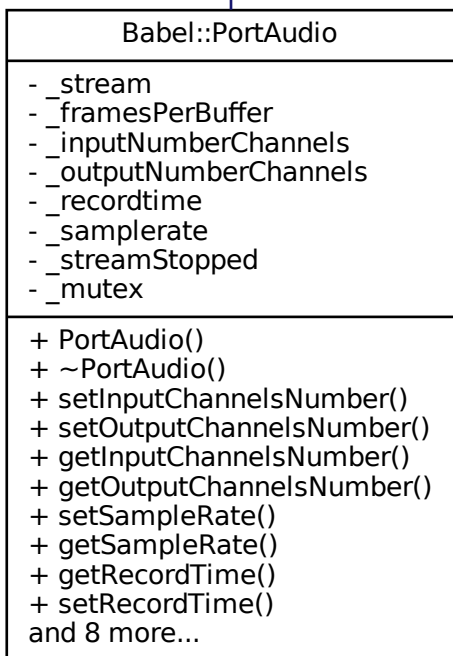 Babel::PortAudio
- _stream
- _framesPerBuffer
- _inputNumberChannels
- _outputNumberChannels
- _recordtime
- _samplerate
- _streamStopped
- _mutex
+ PortAudio()
+ ~PortAudio()
+ setInputChannelsNumber()
+ setOutputChannelsNumber()
+ getInputChannelsNumber()
+ getOutputChannelsNumber()
+ setSampleRate()
+ getSampleRate()
+ getRecordTime()
+ setRecordTime()
and 8 more...